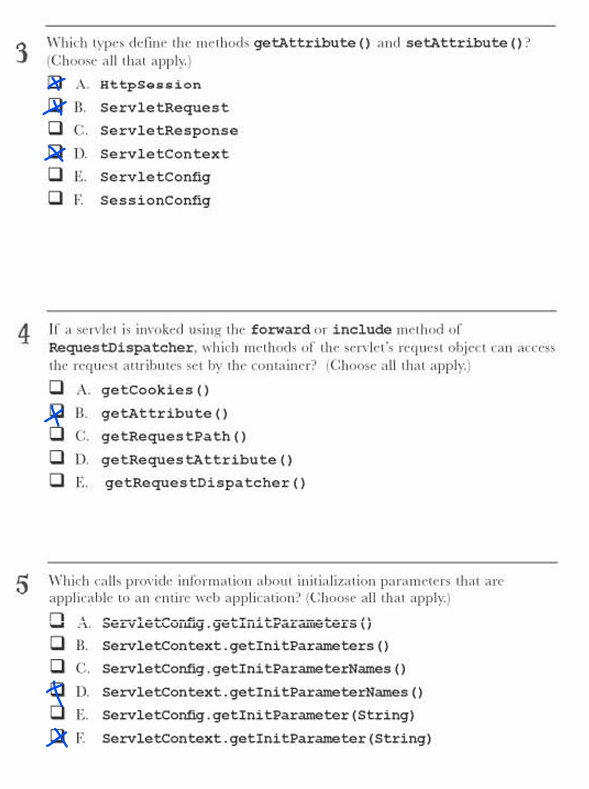 3 Which types define the methods getAttribute() and setAttribute()?
(Choose all that apply.)
A. HttpSession
B. ServletRequest
C. ServletResponse
D. ServletContext
E. ServletConfig
F. SessionConfig
4 If a servlet is invoked using the forward or include method of
RequestDispatcher, which methods of the servlet's request object can access
the request attributes set by the container? (Choose all that apply.)
A. getCookies()
B. getAttribute()
C. getRequestPath()
D. getRequestAttribute()
E. getRequestDispatcher()
5 Which calls provide information about initialization parameters that are
applicable to an entire web application? (Choose all that apply.)
A. ServletConfig.getInitParameters()
B. ServletContext.getInitParameters()
C. ServletConfig.getInitParameterNames()
D. ServletContext.getInitParameterNames()
E. ServletConfig.getInitParameter(String)
F. ServletContext.getInitParameter(String)